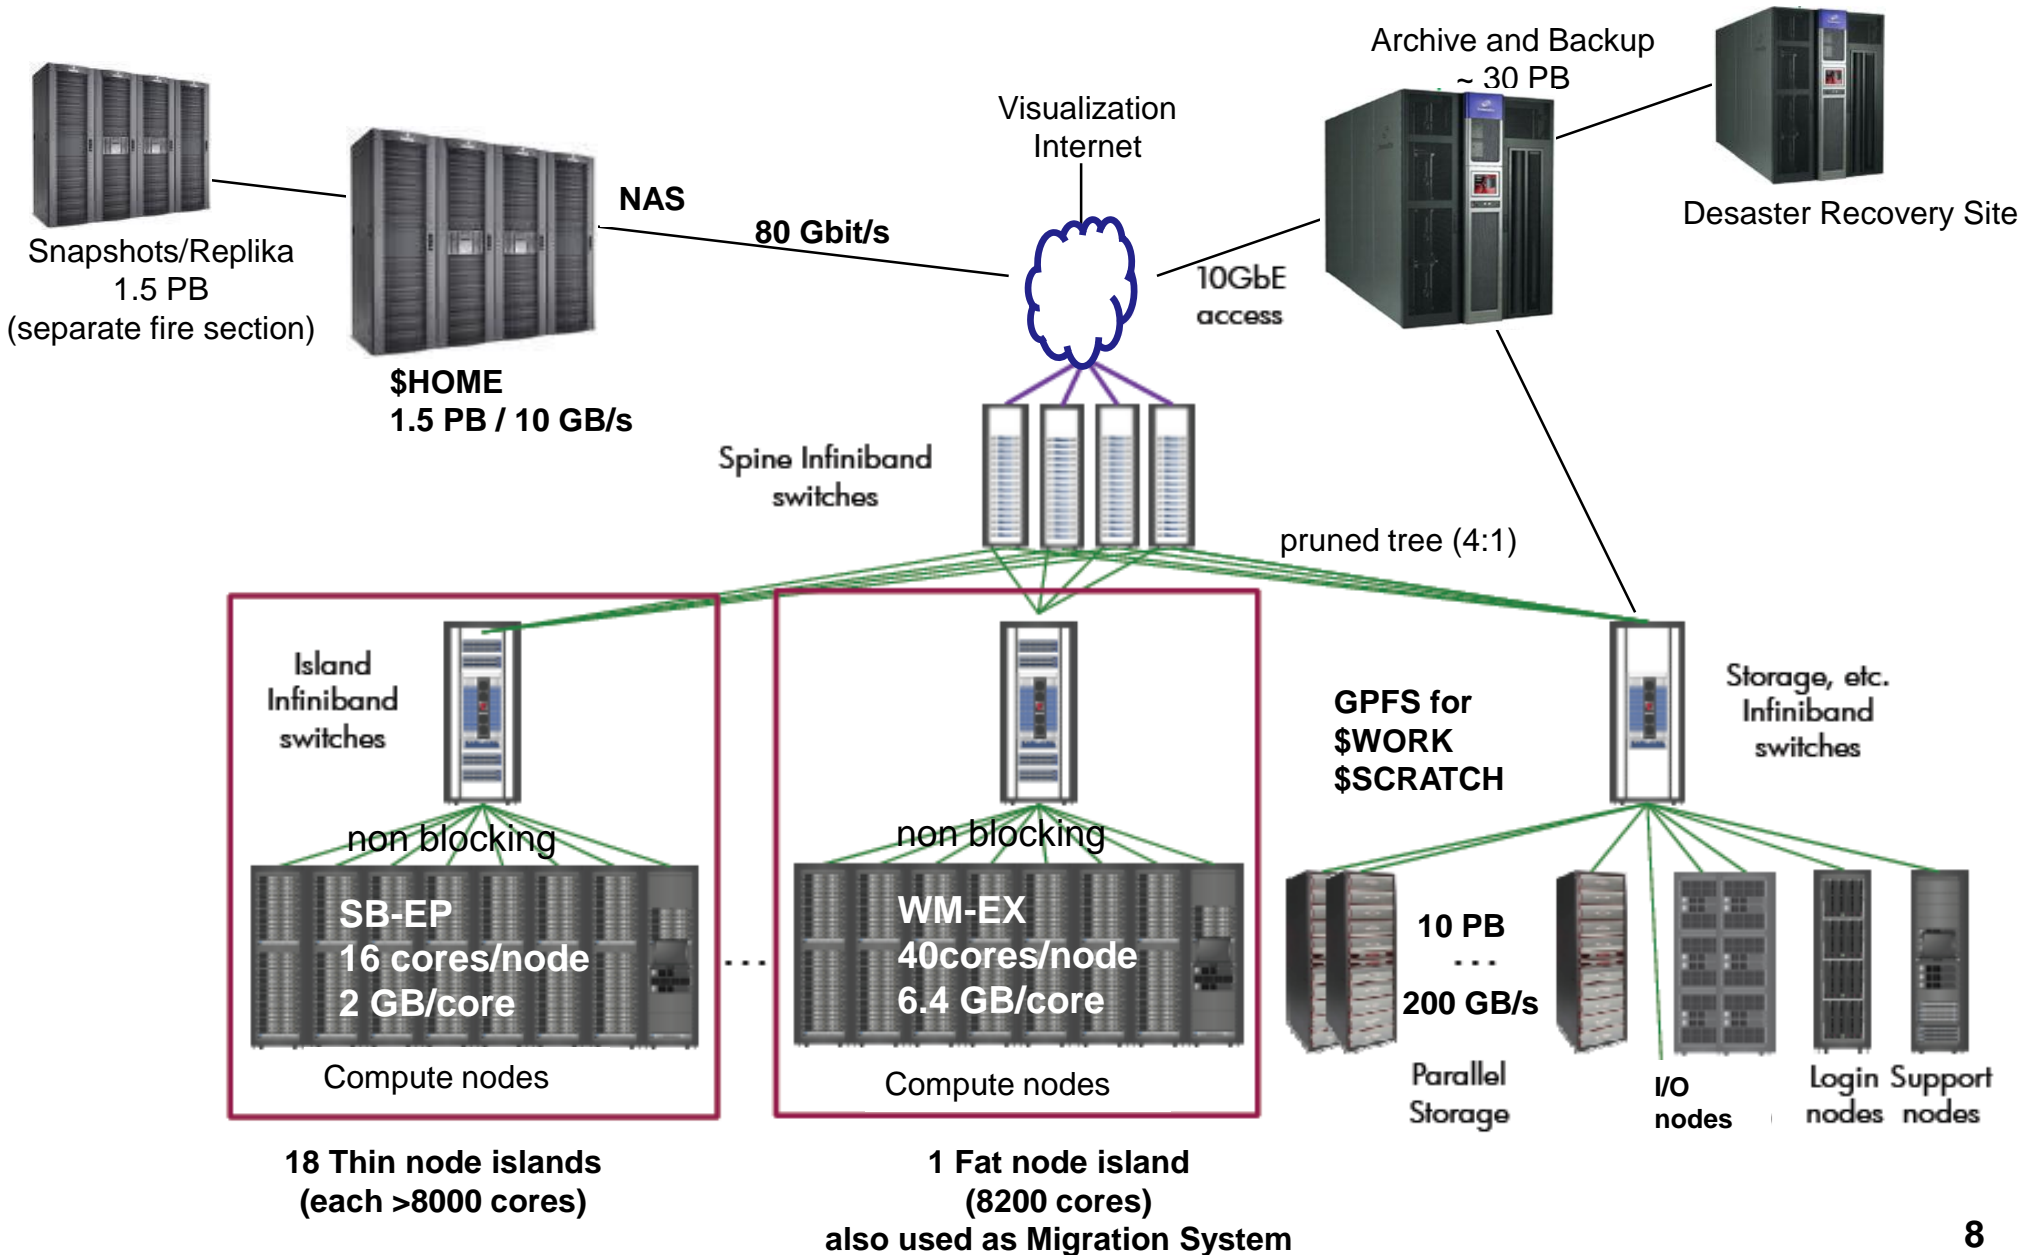 Archive and Backup
~ 30 PB
Visualization
Internet
NAS
80 Gbit/s
Desaster Recovery Site
Snapshots/Replika
1.5 PB
(separate fire section)
10GbE
access
$HOME
1.5 PB / 10 GB/s
Spine Infiniband
switches
pruned tree (4:1)
Island
Infiniband
switches
GPFS for
$WORK
$SCRATCH
Storage, etc.
Infiniband
switches
non blocking
non blocking
SB-EP
16 cores/node
2 GB/core
...
WM-EX
40cores/node
6.4 GB/core
10 PB
...
200 GB/s
Compute nodes
Compute nodes
Parallel
Storage
I/O
nodes
Login
nodes
Support
nodes
18 Thin node islands
(each >8000 cores)
1 Fat node island
(8200 cores)
also used as Migration System
8